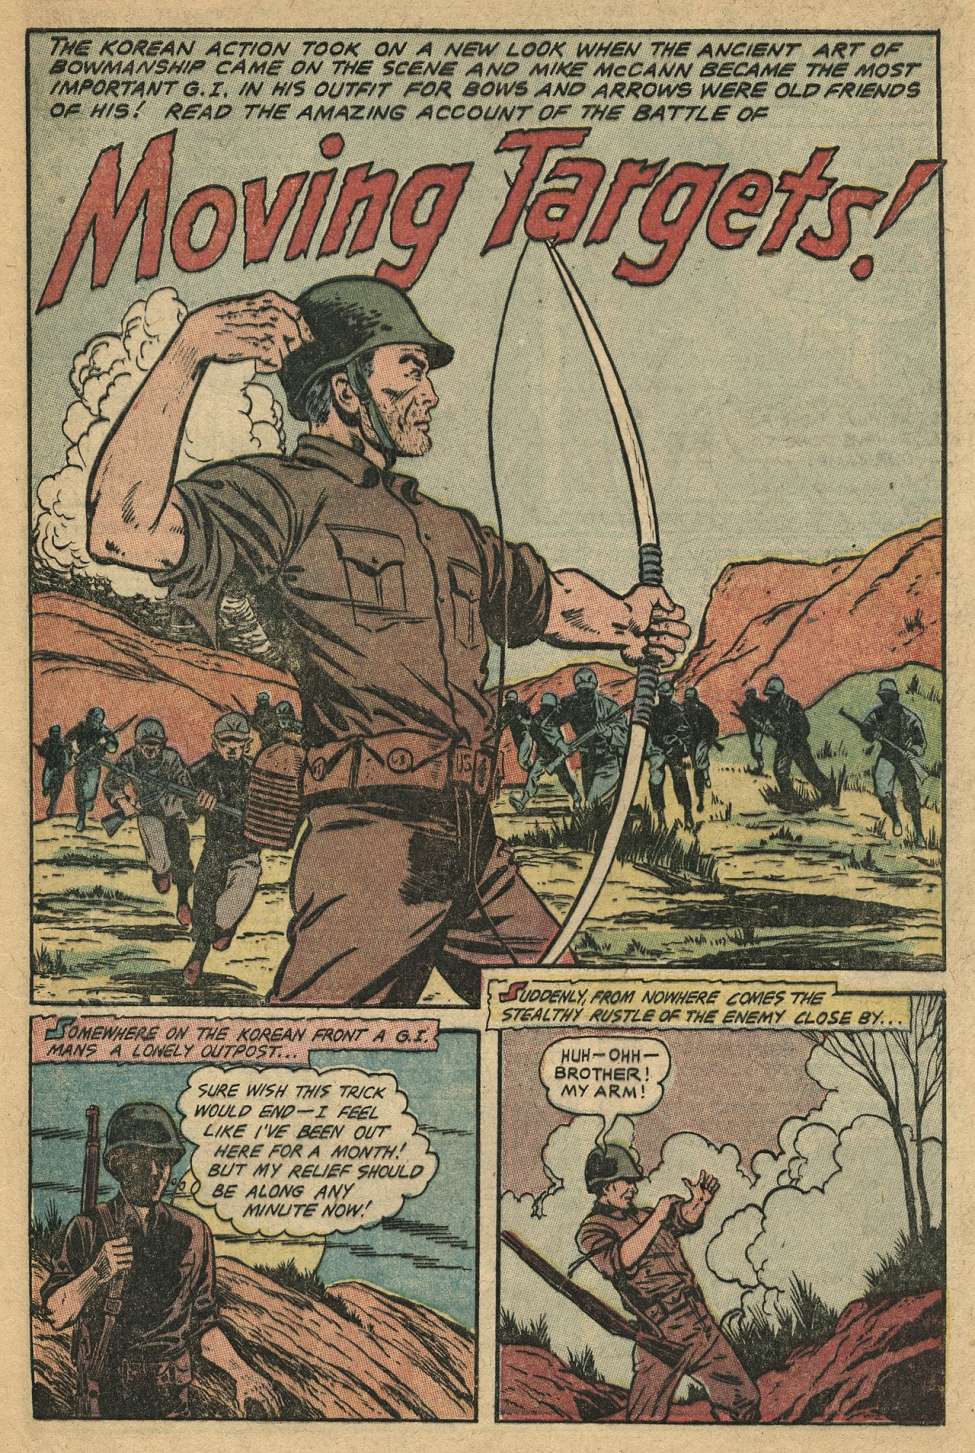 THE KOREAN ACTION TOOK ON A NEW LOOK WHEN THE ANCIENT ART OF
BOWMANSHIP CAME ON THE SCENE AND MIKE McCANN BECAME THE MOST
IMPORTANT G.I. IN HIS OUTFIT FOR BOWS AND ARROWS WERE OLD FRIENDS
OF HIS! READ THE AMAZING ACCOUNT OF THE BATTLE OF
Moving Targets!
US
SOMEWHERE ON THE KOREAN FRONT A G.I.
MANS A LONELY OUTPOST...
SURE WISH THIS TRICK
WOULD END—I FEEL
LIKE I'VE BEEN OUT
HERE FOR A MONTH!
BUT MY RELIEF SHOULD
BE ALONG ANY
MINUTE NOW!
SUDDENLY, FROM NOWHERE COMES THE
STEALTHY RUSTLE OF THE ENEMY CLOSE BY...
HUH—OHH—
BROTHER!
MY ARM!